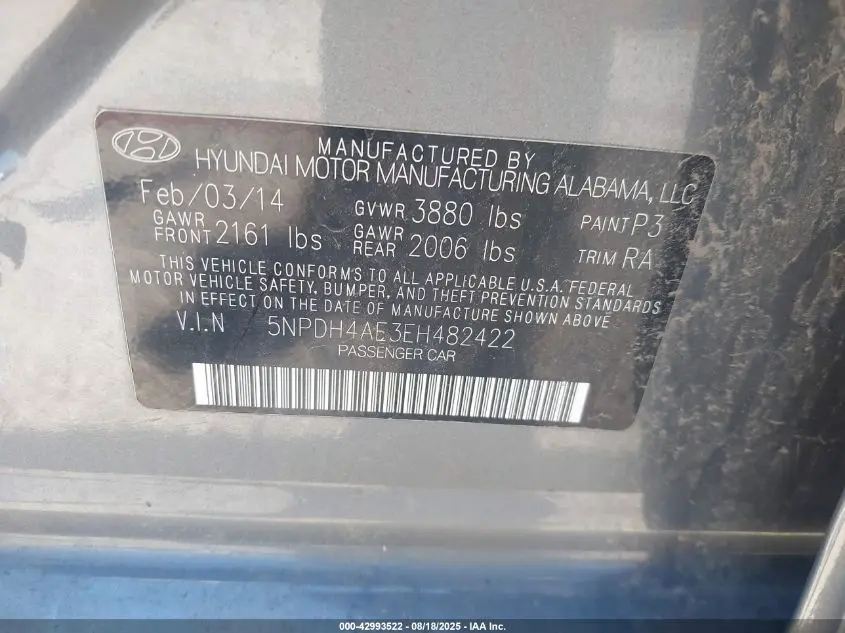 MANUFACTURED BY
HYUNDAI MOTOR MANUFACTURING ALABAMA, LLC
Feb/03/14 GVWR 3880 lbs PAINT P3
GAWR FRONT 2161 lbs GAWR REAR 2006 lbs TRIM RA
THIS VEHICLE CONFORMS TO ALL APPLICABLE U.S.A. FEDERAL
MOTOR VEHICLE SAFETY, BUMPER, AND THEFT PREVENTION STANDARDS
IN EFFECT ON THE DATE OF MANUFACTURE SHOWN ABOVE
V.I.N 5NPDH4AE3EH482422
PASSENGER CAR
000-42993522 - 08/18/2025 - IAA Inc.